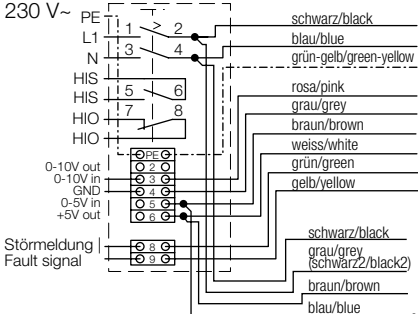 230 V~
PE
L1
N
1
2
3
4
HIS
HIS
5
6
HIO
7
8
HIO
PE
0-10V out
2
0-10V in
3
GND
4
0-5V in
5
+5V out
6
Störmeldung
Fault signal
8
9
schwarz/black
blau/blue
grün-gelb/green-yellow
rosa/pink
grau/grey
braun/brown
weiss/white
grün/green
gelb/yellow
schwarz/black
grau/grey
(schwarz2/black2)
braun/brown
blau/blue